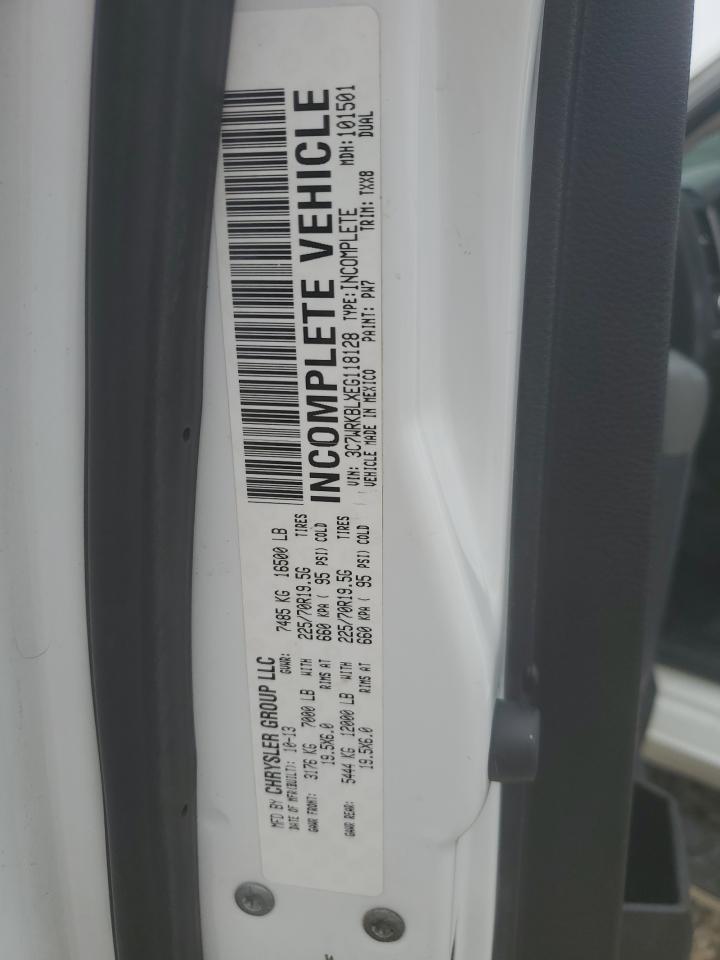 MFD BY CHRYSLER GROUP LLC
DATE OF MFR(BUILT): 10-13 GVWR: 7485 KG 16500 LB
GAWR FRONT: 3176 KG 7000 LB WITH 225/70R19.5G TIRES
19.5X6.0 RIMS AT 660 KPA ( 95 PSI) COLD
GAWR REAR: 5444 KG 12000 LB WITH 225/70R19.5G TIRES
19.5X6.0 RIMS AT 660 KPA ( 95 PSI) COLD
INCOMPLETE VEHICLE
VIN: 3C7WRKBLXEG118128 TYPE:INCOMPLETE MDH:101501
VEHICLE MADE IN MEXICO PAINT: PW7 TRIM: TXX8 DUAL